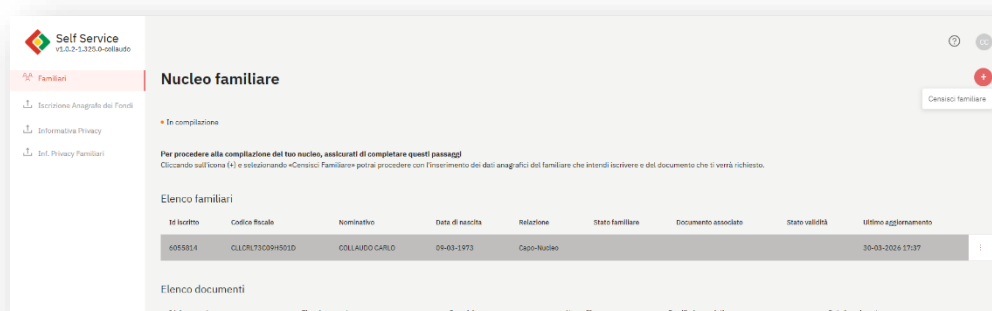 Self Service
v1.0.2-1.325.0-collaudo
CC
Familiari
Nucleo familiare
Censisci familiare
Iscrizione Anagrafe dei Fondi
In compilazione
Informativa Privacy
Inf. Privacy Familiari
Per procedere alla compilazione del tuo nucleo, assicurati di completare questi passaggi
Cliccando sull'icona (+) e selezionando «Censisci Familiare» potrai procedere con l'inserimento dei dati anagrafici del familiare che intendi iscrivere e del documento che ti verrà richiesto.
Elenco familiari
Id iscritto Codice fiscale Nominativo Data di nascita Relazione Stato familiare Documento associato Stato validità Ultimo aggiornamento
6055814 CLLCRL73C09H501D COLLAUDO CARLO 09-03-1973 Capo-Nucleo 30-03-2026 17:37
Elenco documenti